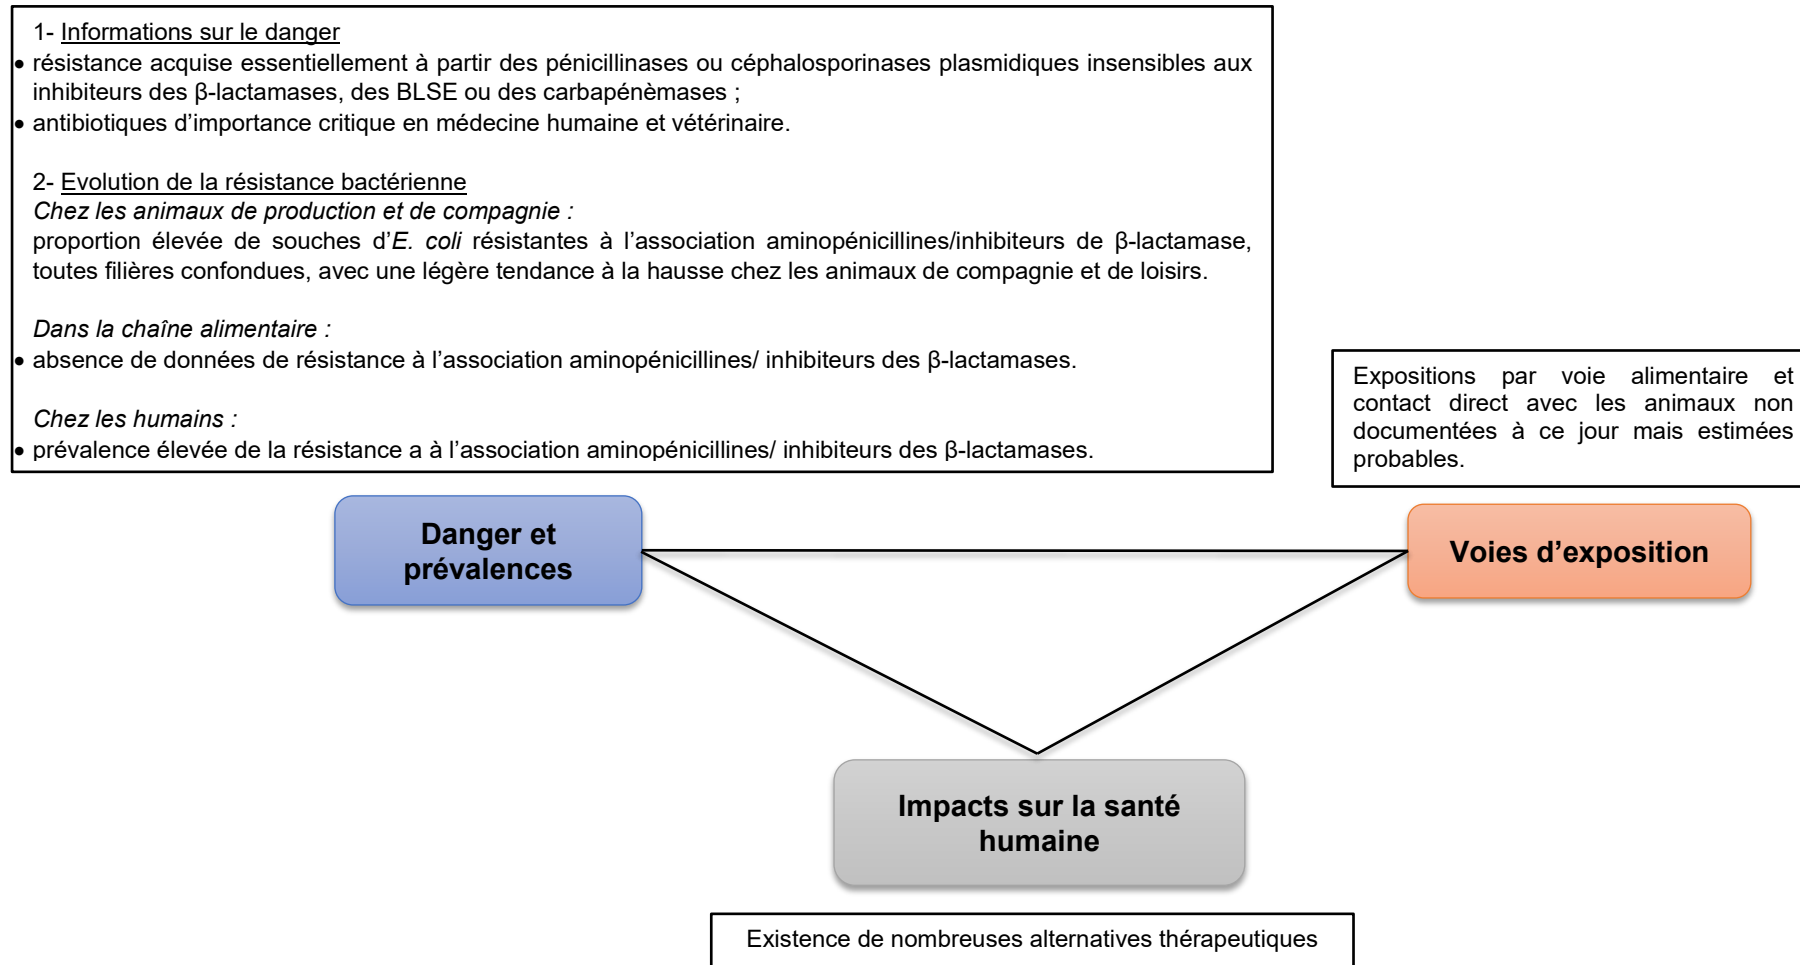 1- Informations sur le danger
• résistance acquise essentiellement à partir des pénicillinases ou céphalosporinases plasmidiques insensibles aux
inhibiteurs des β-lactamases, des BLSE ou des carbapénèmases ;
• antibiotiques d'importance critique en médecine humaine et vétérinaire.
2- Evolution de la résistance bactérienne
Chez les animaux de production et de compagnie :
proportion élevée de souches d'E. coli résistantes à l'association aminopénicillines/inhibiteurs de β-lactamase,
toutes filières confondues, avec une légère tendance à la hausse chez les animaux de compagnie et de loisirs.
Dans la chaîne alimentaire :
• absence de données de résistance à l'association aminopénicillines/ inhibiteurs des β-lactamases.
Chez les humains :
• prévalence élevée de la résistance a à l'association aminopénicillines/ inhibiteurs des β-lactamases.
Expositions par voie alimentaire et
contact direct avec les animaux non
documentées à ce jour mais estimées
probables.
Danger et
prévalences
Voies d'exposition
Impacts sur la santé
humaine
Existence de nombreuses alternatives thérapeutiques